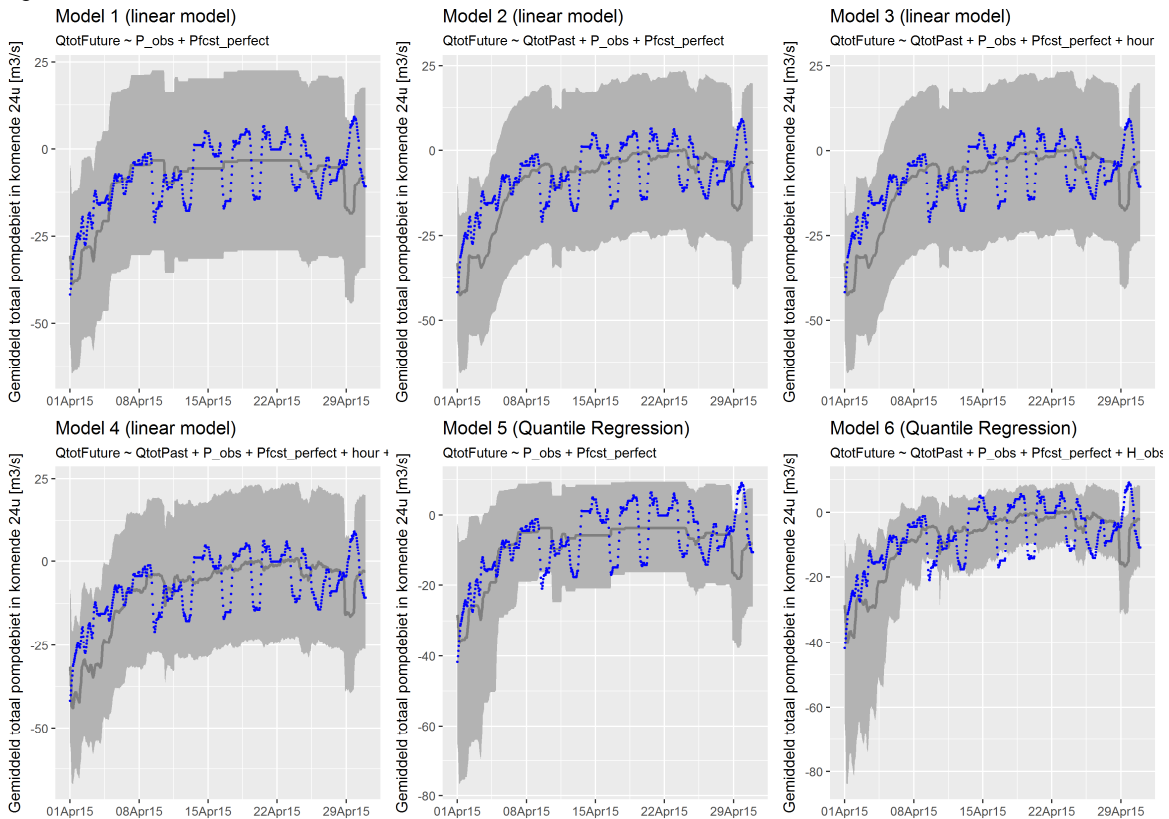 Model 1 (linear model)
QtotFuture ~ P_obs + Pfcst_perfect
Gemiddeld totaal pompdebiet in komende 24u [m3/s]
25
0
-25
-50
01Apr15 08Apr15 15Apr15 22Apr15 29Apr15
Model 2 (linear model)
QtotFuture ~ QtotPast + P_obs + Pfcst_perfect
Gemiddeld totaal pompdebiet in komende 24u [m3/s]
25
0
-25
-50
01Apr15 08Apr15 15Apr15 22Apr15 29Apr15
Model 3 (linear model)
QtotFuture ~ QtotPast + P_obs + Pfcst_perfect + hour
Gemiddeld totaal pompdebiet in komende 24u [m3/s]
25
0
-25
-50
01Apr15 08Apr15 15Apr15 22Apr15 29Apr15
Model 4 (linear model)
QtotFuture ~ QtotPast + P_obs + Pfcst_perfect + hour +
Gemiddeld totaal pompdebiet in komende 24u [m3/s]
25
0
-25
-50
01Apr15 08Apr15 15Apr15 22Apr15 29Apr15
Model 5 (Quantile Regression)
QtotFuture ~ P_obs + Pfcst_perfect
Gemiddeld totaal pompdebiet in komende 24u [m3/s]
0
-20
-40
-60
-80
01Apr15 08Apr15 15Apr15 22Apr15 29Apr15
Model 6 (Quantile Regression)
QtotFuture ~ QtotPast + P_obs + Pfcst_perfect + H_obs
Gemiddeld totaal pompdebiet in komende 24u [m3/s]
0
-20
-40
-60
-80
01Apr15 08Apr15 15Apr15 22Apr15 29Apr15